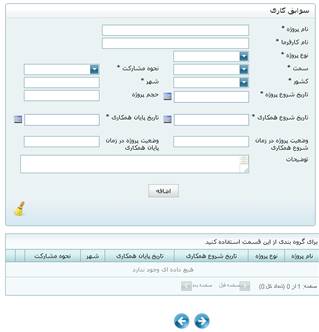 سوابق کاری
نام پروژه *
نام کارفرما *
نوع پروژه *
سمت *
نحوه مشارکت *
کشور *
شهر *
تاریخ شروع پروژه *
حجم پروژه
تاریخ شروع همکاری *
تاریخ پایان همکاری *
وضعیت پروژه در زمان
شروع همکاری
وضعیت پروژه در زمان
پایان همکاری
توضیحات
اضافه
برای گروه بندی از این قسمت استفاده کنید
نام پروژه نوع پروژه تاریخ شروع همکاری تاریخ پایان همکاری شهر نحوه مشارکت
هیچ داده ای وجود ندارد
صفحه: 1 از 0 (تعداد کل: 0) صفحه قبل صفحه بعد